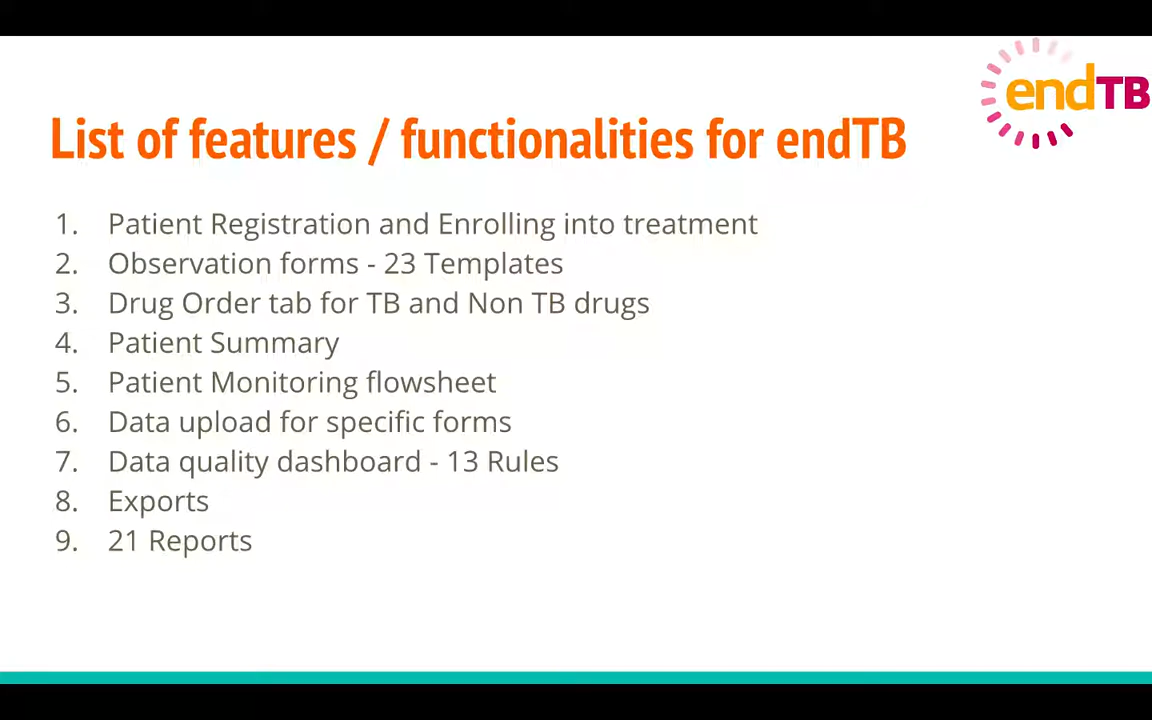 endTB
List of features / functionalities for endTB
1. Patient Registration and Enrolling into treatment
2. Observation forms - 23 Templates
3. Drug Order tab for TB and Non TB drugs
4. Patient Summary
5. Patient Monitoring flowsheet
6. Data upload for specific forms
7. Data quality dashboard - 13 Rules
8. Exports
9. 21 Reports